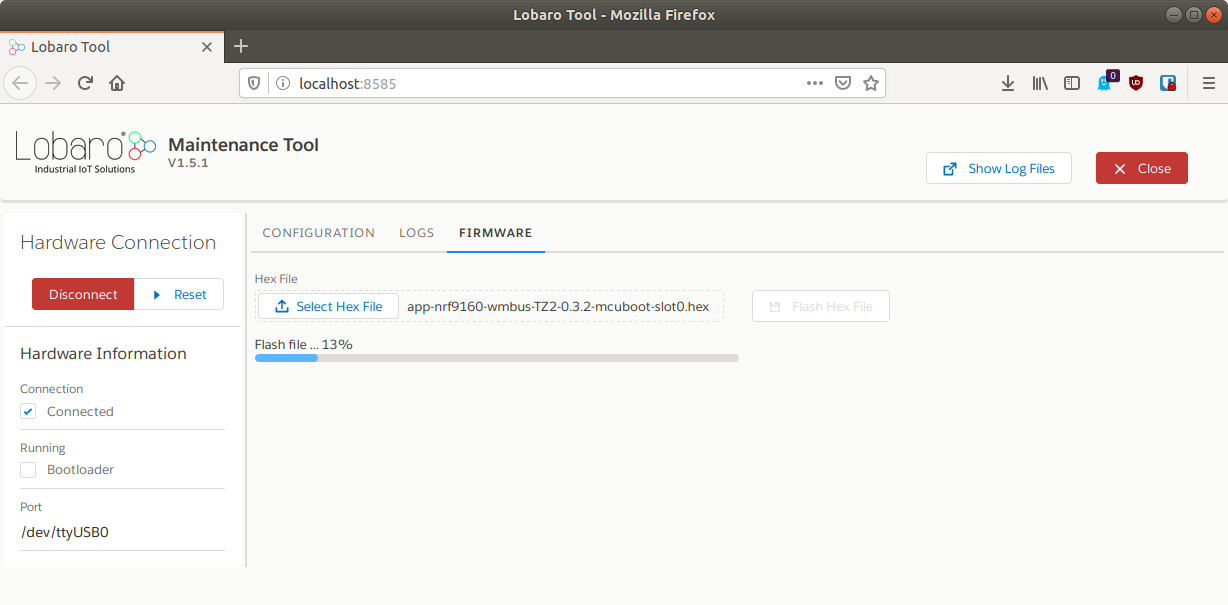 Lobaro Tool - Mozilla Firefox
Lobaro Tool
localhost:8585
0
Lobaro®
Industrial IoT Solutions
Maintenance Tool
V1.5.1
Show Log Files
Close
Hardware Connection
Disconnect
Reset
Hardware Information
Connection
Connected
Running
Bootloader
Port
/dev/ttyUSB0
CONFIGURATION LOGS FIRMWARE
Hex File
Select Hex File app-nrf9160-wmbus-TZ2-0.3.2-mcuboot-slot0.hex Flash Hex File
Flash file ... 13%